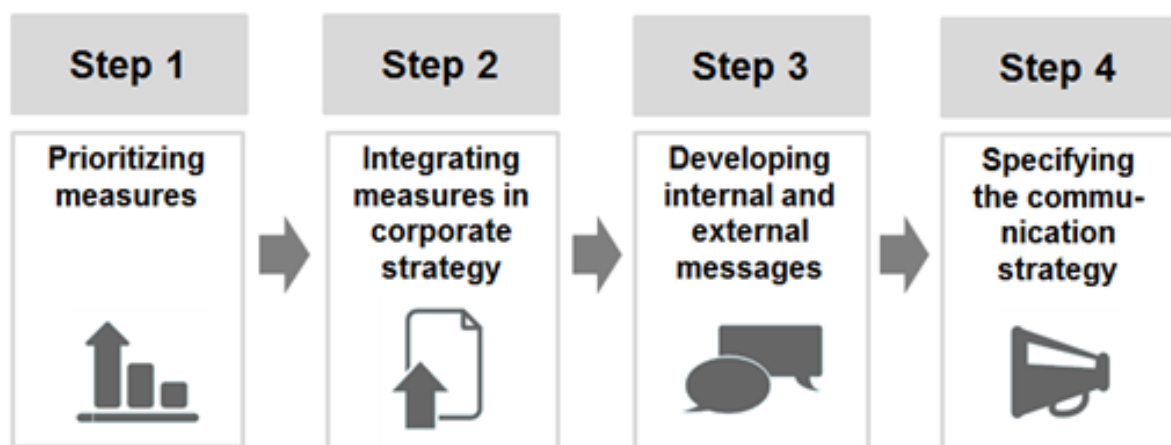 Step 1
Prioritizing
measures
Step 2
Integrating
measures in
corporate
strategy
Step 3
Developing
internal and
external
messages
Step 4
Specifying
the commu-
nication
strategy